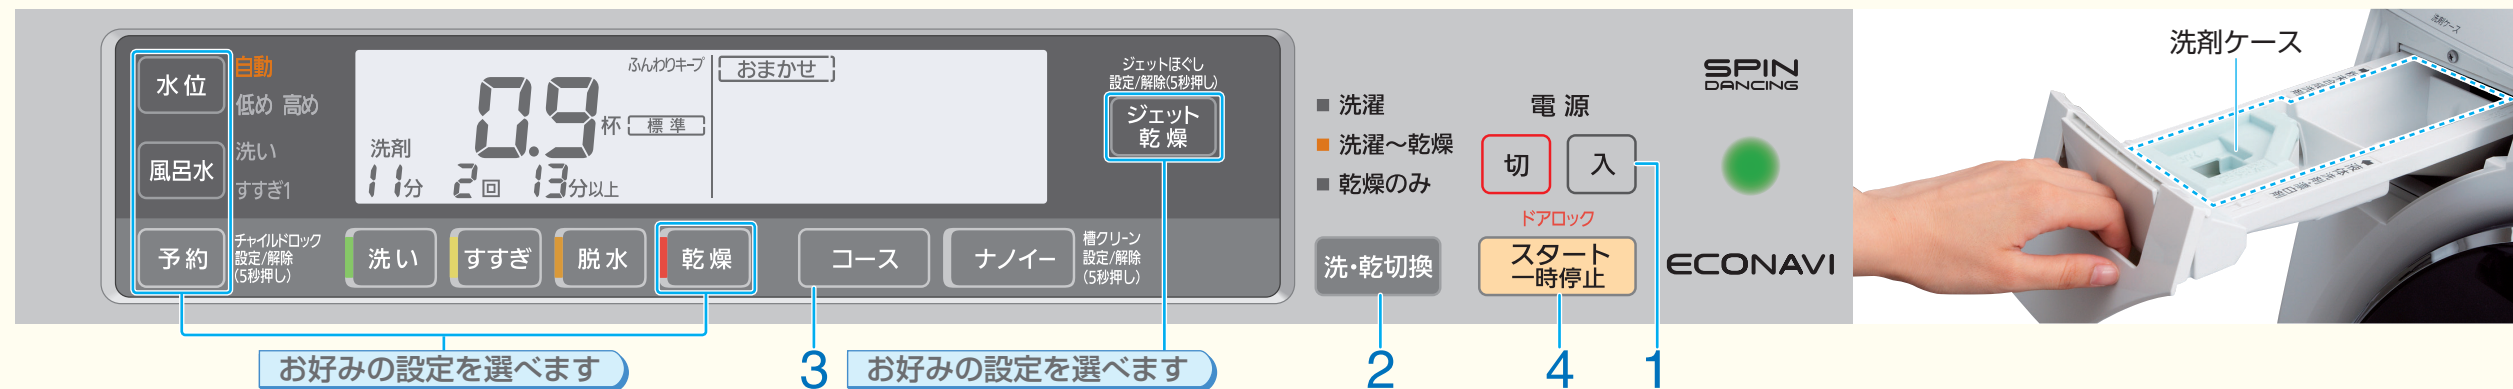 水位
自動
低め 高め
風呂水
洗い
すすぎ1
予約
チャイルドロック
設定/解除
(5秒押し)
ふんわりキープ
おまかせ
0.9杯 標準
洗剤
11分 2回 13分以上
ジェットほぐし
設定/解除(5秒押し)
ジェット
乾燥
洗い
すすぎ
脱水
乾燥
コース
ナノイー
槽クリーン
設定/解除
(5秒押し)
洗濯
洗濯～乾燥
乾燥のみ
洗・乾切換
電源
切 入
ドアロック
スタート
一時停止
SPIN
DANCING
ECONAVI
洗剤ケース
洗剤ケース
お好みの設定を選べます
3
お好みの設定を選べます
2
4
1